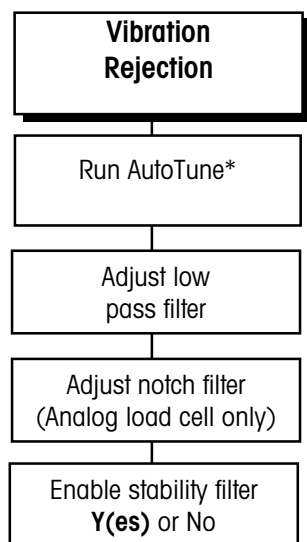 Vibration
Rejection
Run AutoTune*
Adjust low
pass filter
Adjust notch filter
(Analog load cell only)
Enable stability filter
Y(es) or No